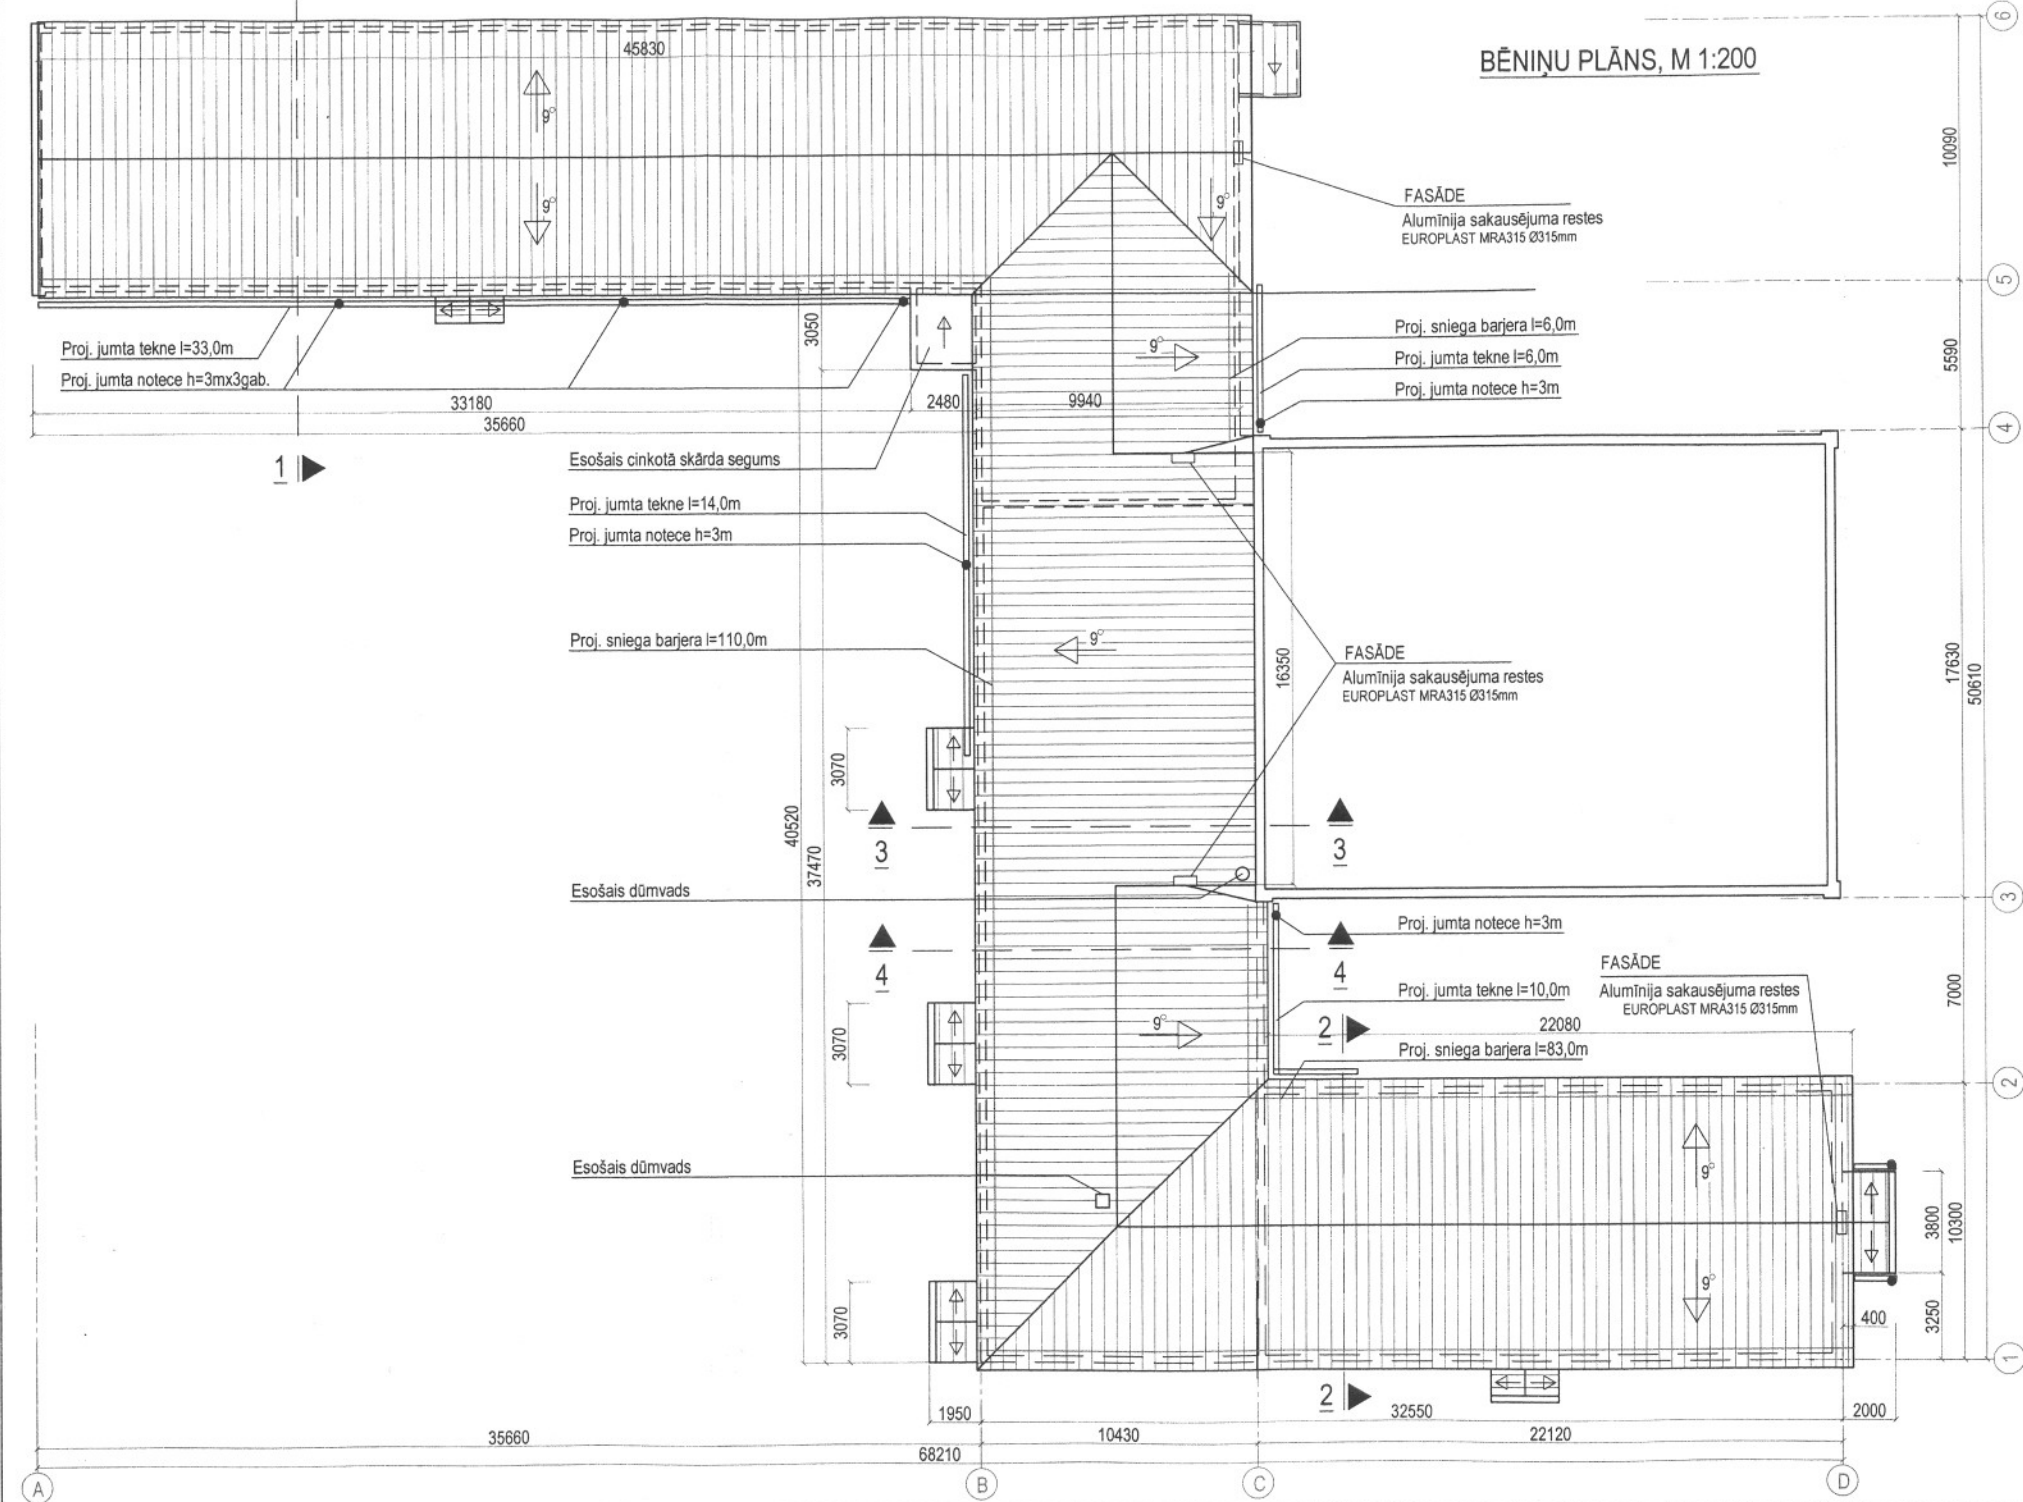 6
45830
BĒNIŅU PLĀNS, M 1:200
9°
10090
FASĀDE
Alumīnija sakausējuma restes
EUROPLAST MRA315 Ø315mm
9°
9°
5
Proj. jumta tekne l=33,0m
Proj. jumta notece h=3mx3gab.
3050
9°
Proj. sniega barjera l=6,0m
Proj. jumta tekne l=6,0m
Proj. jumta notece h=3m
5590
33180
2480
9940
35660
4
1
Esošais cinkotā skārda segums
Proj. jumta tekne l=14,0m
Proj. jumta notece h=3m
Proj. sniega barjera l=110,0m
9°
16350
FASĀDE
Alumīnija sakausējuma restes
EUROPLAST MRA315 Ø315mm
17630
50610
3070
40520
37470
3
3
Esošais dūmvads
3
Proj. jumta notece h=3m
4
4
FASĀDE
Alumīnija sakausējuma restes
EUROPLAST MRA315 Ø315mm
Proj. jumta tekne l=10,0m
7000
3070
9°
2
22080
Proj. sniega barjera l=83,0m
2
Esošais dūmvads
9°
3800
10300
3070
9°
400
3250
1
2
1950
32550
2000
35660
10430
22120
68210
A
B
C
D